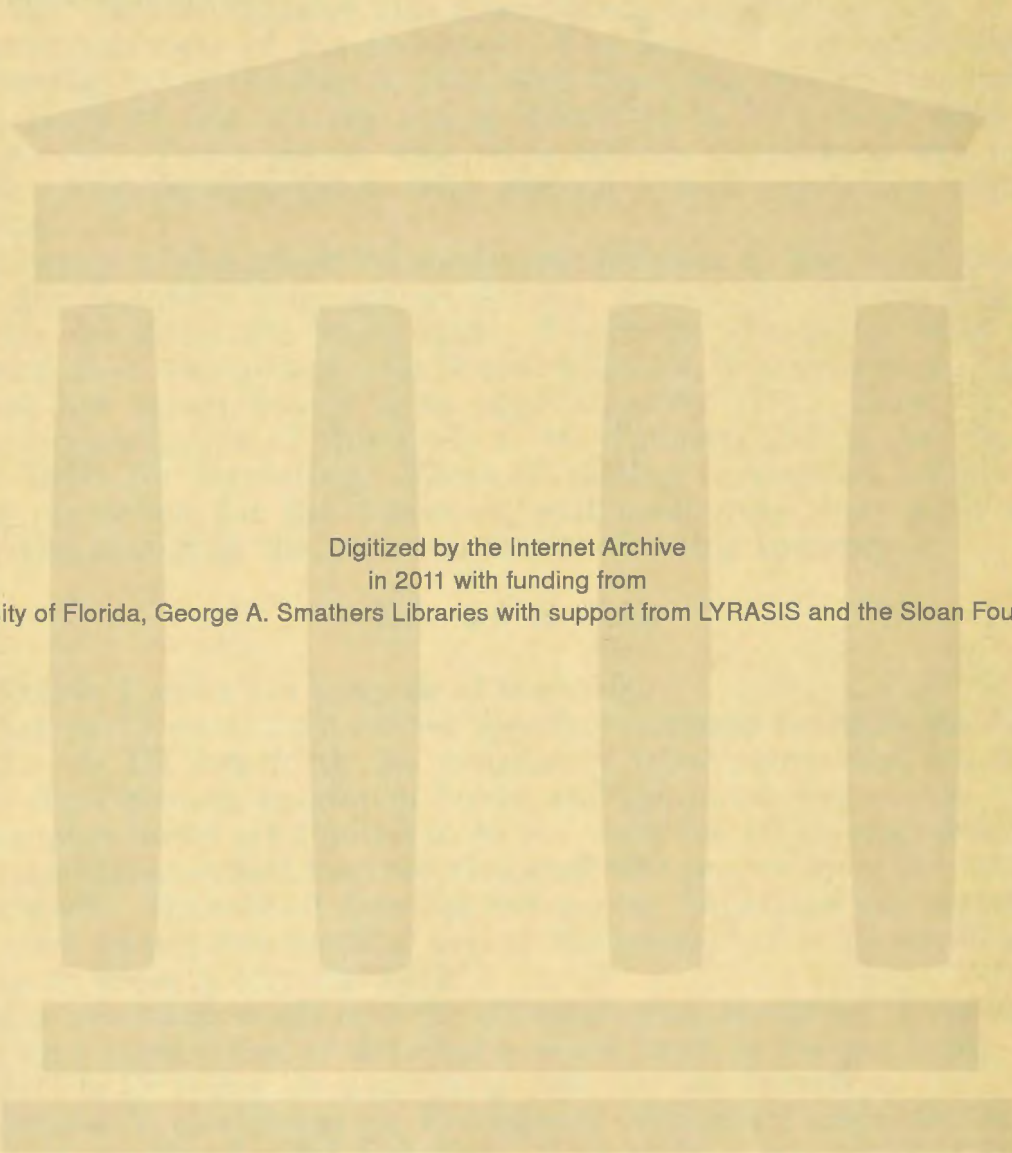 Digitized by the Internet Archive
in 2011 with funding from
ity of Florida, George A. Smathers Libraries with support from LYRASIS and the Sloan Fou